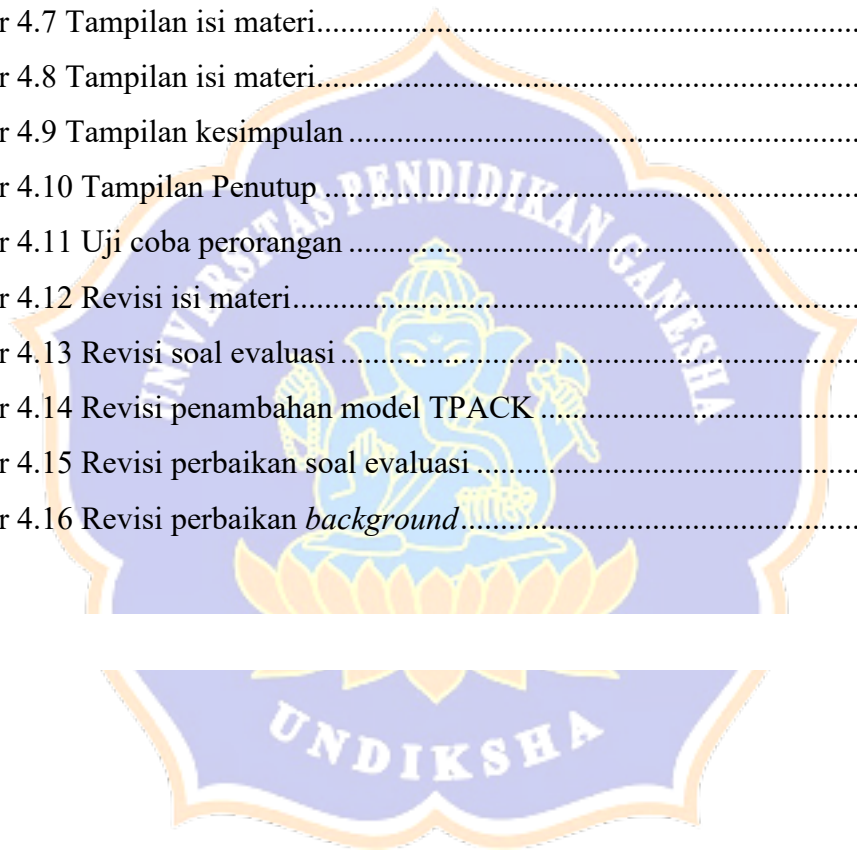 r 4.7 Tampilan isi materi
r 4.8 Tampilan isi materi
r 4.9 Tampilan kesimpulan
r 4.10 Tampilan Penutup
r 4.11 Uji coba perorangan
r 4.12 Revisi isi materi
r 4.13 Revisi soal evaluasi
r 4.14 Revisi penambahan model TPACK
r 4.15 Revisi perbaikan soal evaluasi
r 4.16 Revisi perbaikan background
UNIVERSITAS PENDIDIKAN GANESHA
UNDIKSHA